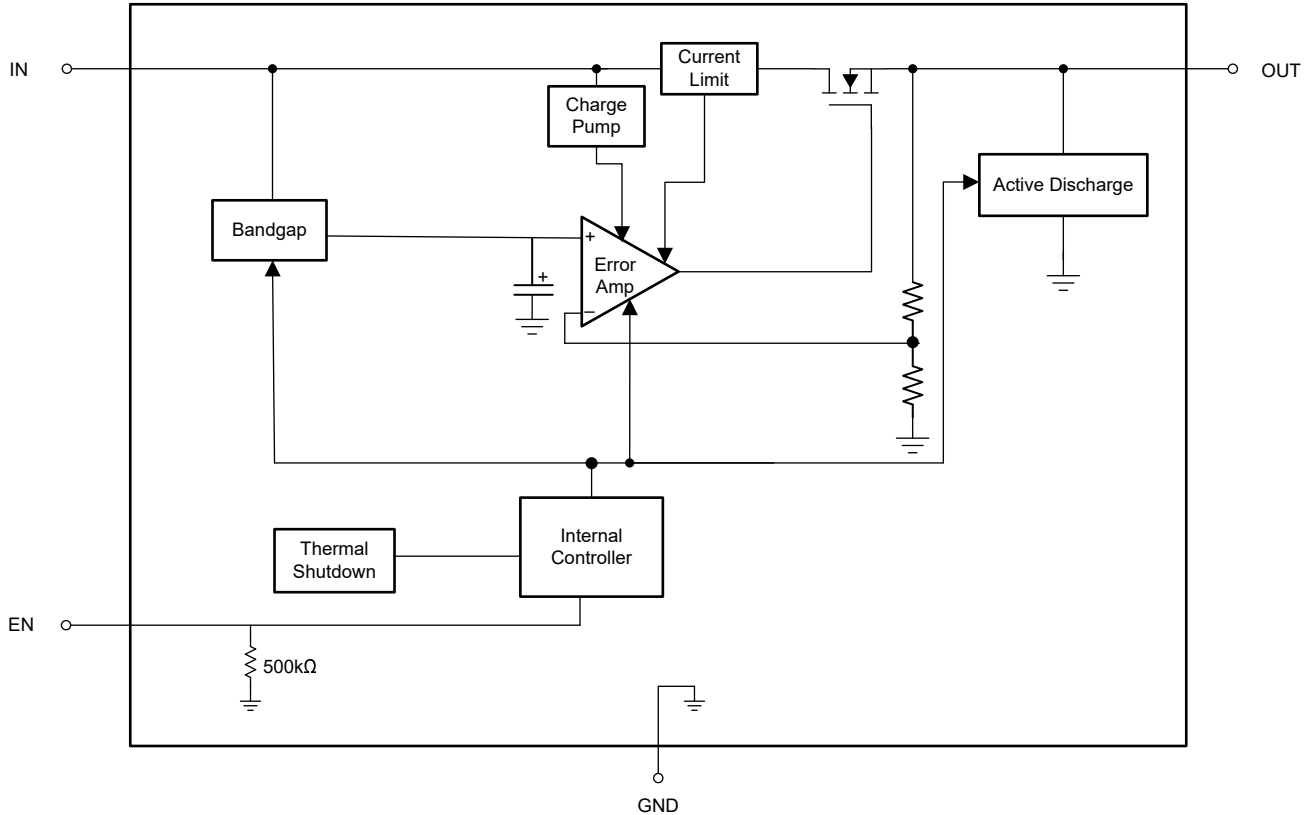 IN
Current
Limit
OUT
Charge
Pump
Active Discharge
Bandgap
+
Error
Amp
+
−
Internal
Controller
Thermal
Shutdown
EN
500kΩ
GND